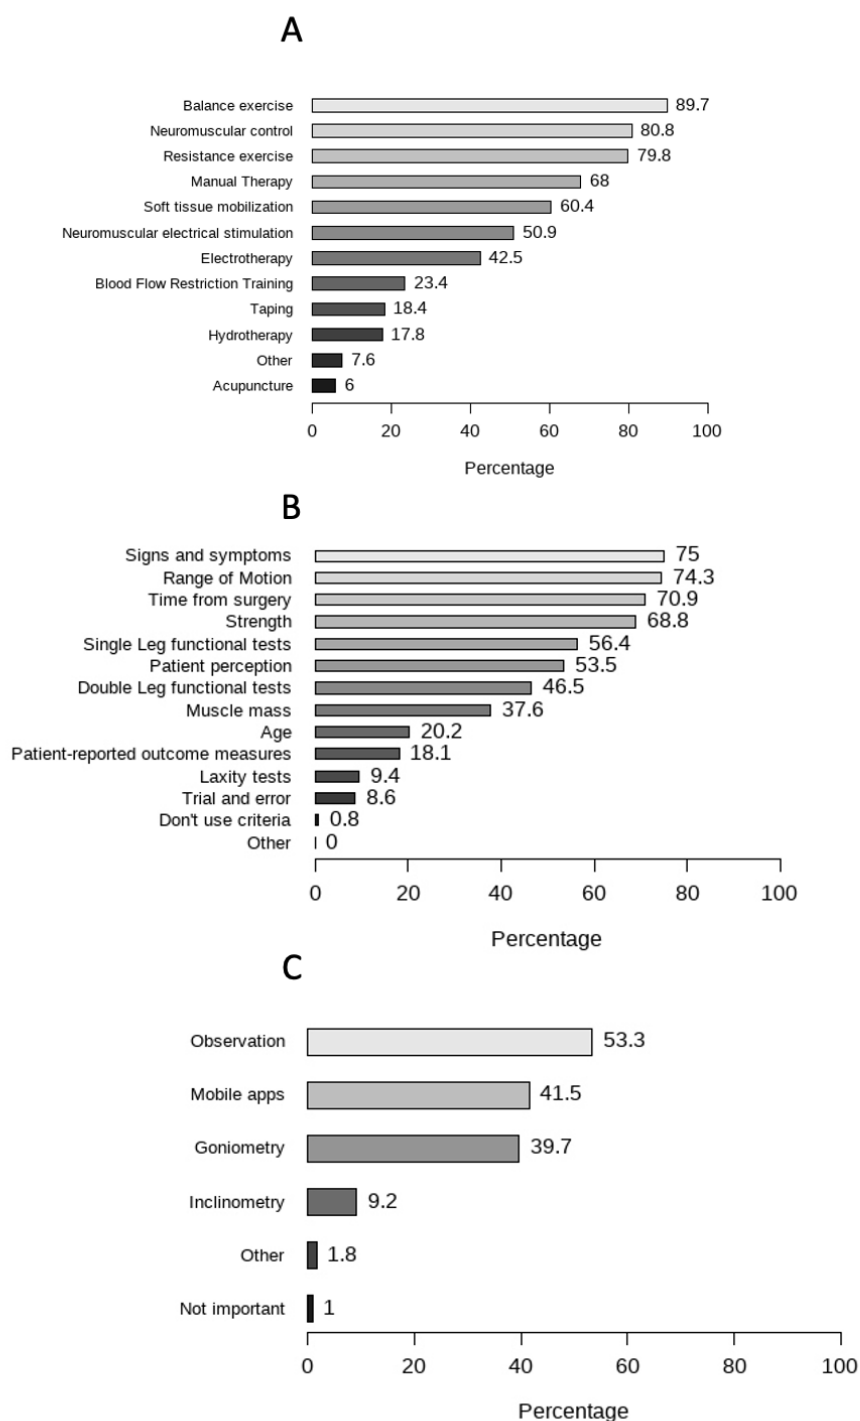 A
Balance exercise 89.7
Neuromuscular control 80.8
Resistance exercise 79.8
Manual Therapy 68
Soft tissue mobilization 60.4
Neuromuscular electrical stimulation 50.9
Electrotherapy 42.5
Blood Flow Restriction Training 23.4
Taping 18.4
Hydrotherapy 17.8
Other 7.6
Acupuncture 6
0 20 40 60 80 100
Percentage
B
Signs and symptoms 75
Range of Motion 74.3
Time from surgery 70.9
Strength 68.8
Single Leg functional tests 56.4
Patient perception 53.5
Double Leg functional tests 46.5
Muscle mass 37.6
Age 20.2
Patient-reported outcome measures 18.1
Laxity tests 9.4
Trial and error 8.6
Don't use criteria 0.8
Other 0
0 20 40 60 80 100
Percentage
C
Observation 53.3
Mobile apps 41.5
Goniometry 39.7
Inclinometry 9.2
Other 1.8
Not important 1
0 20 40 60 80 100
Percentage